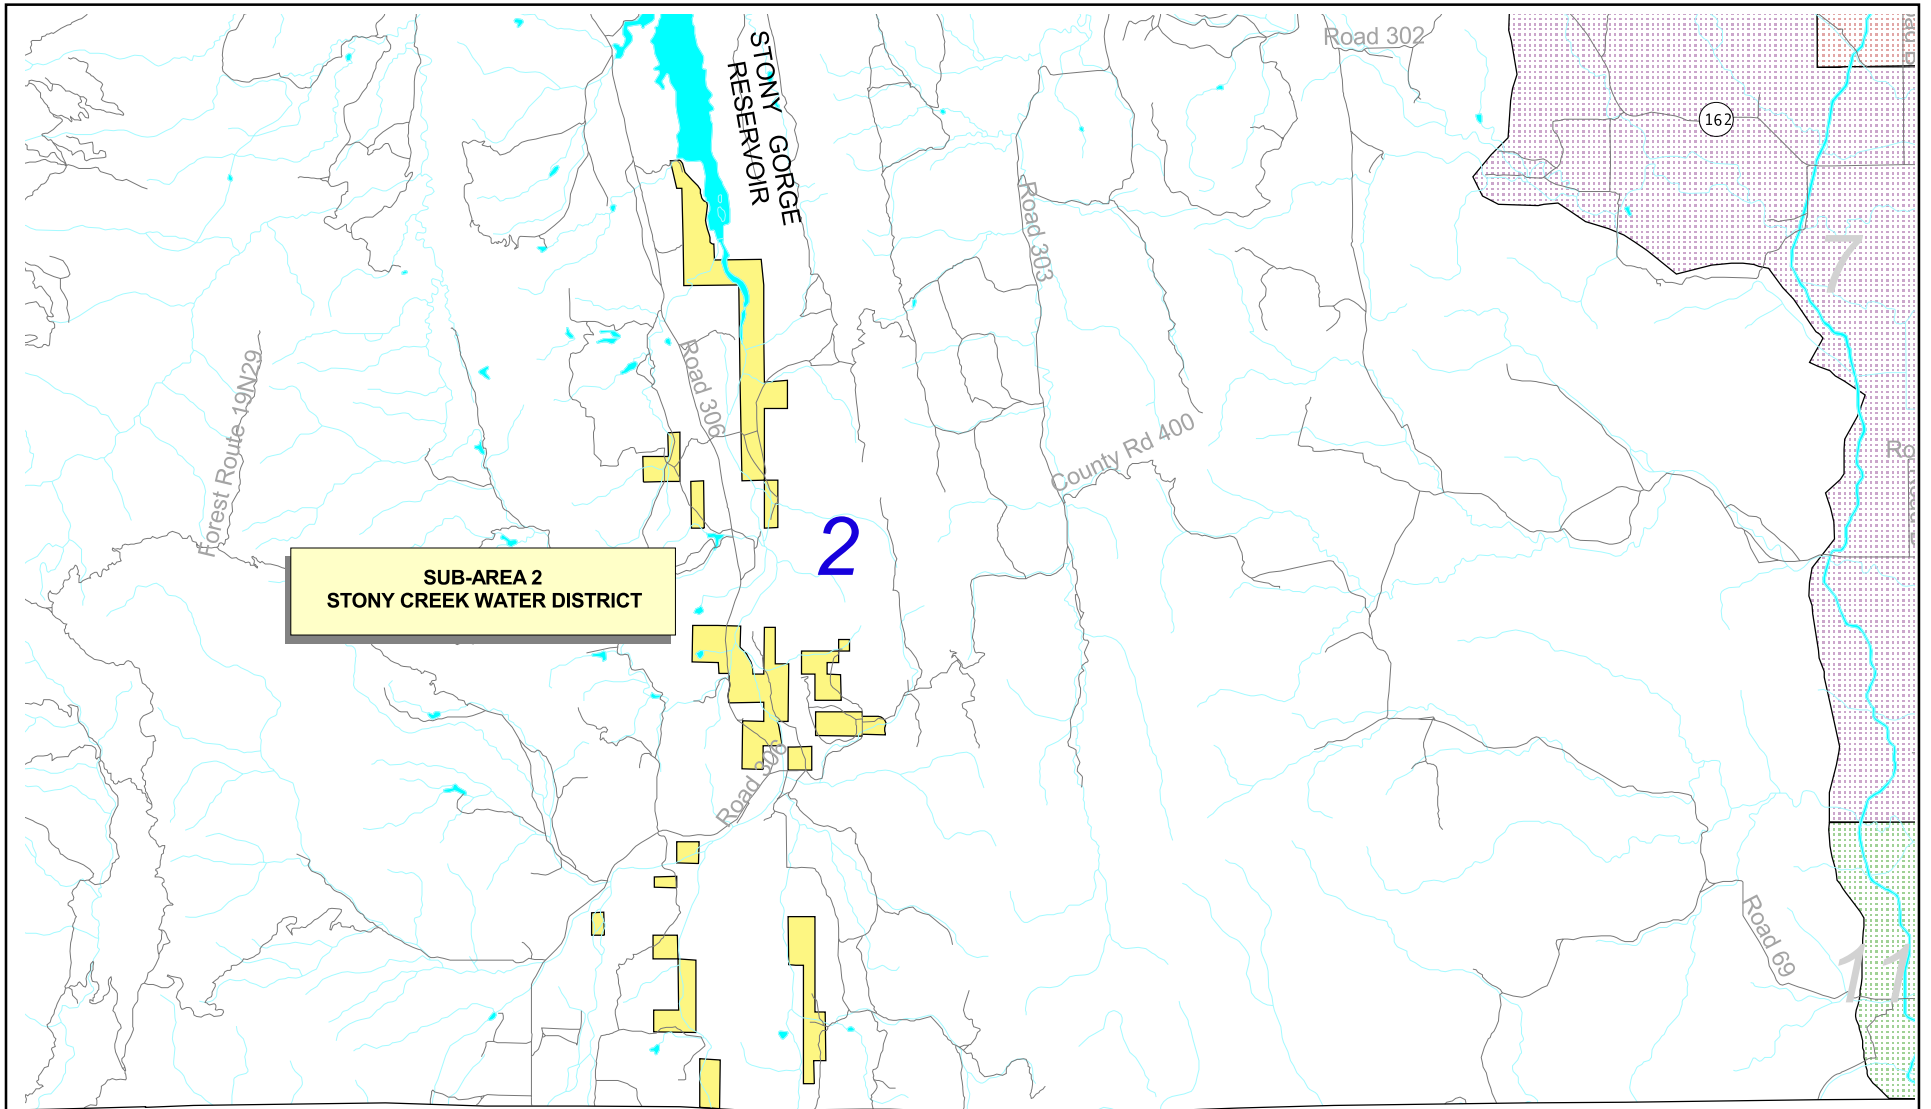 Road 302
STONY GORGE
RESERVOIR
162
Road 303
7
Road 306
Forest Route 19N29
County Rd 400
2
SUB-AREA 2
STONY CREEK WATER DISTRICT
Road 306
Road 69
11